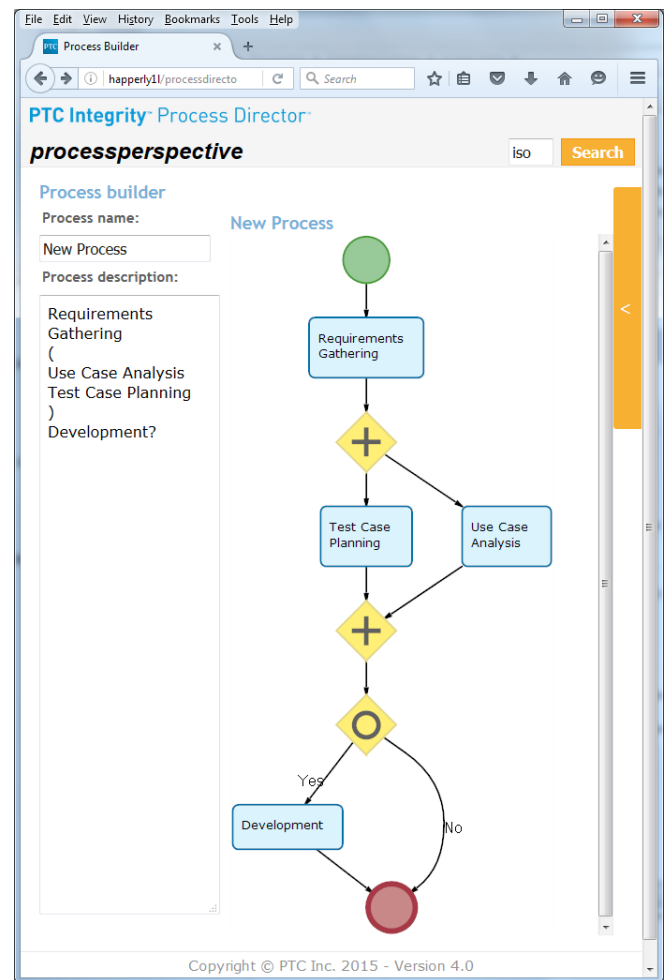 File Edit View History Bookmarks Tools Help
PTC Process Builder × +
happerly1l/processdirecto Search
PTC Integrity™ Process Director™
processperspective
iso Search
Process builder
Process name:
New Process
New Process
Process description:
Requirements
Gathering
(
Use Case Analysis
Test Case Planning
)
Development?
<
Requirements
Gathering
Test Case
Planning
Use Case
Analysis
Yes
Development
No
Copyright © PTC Inc. 2015 - Version 4.0